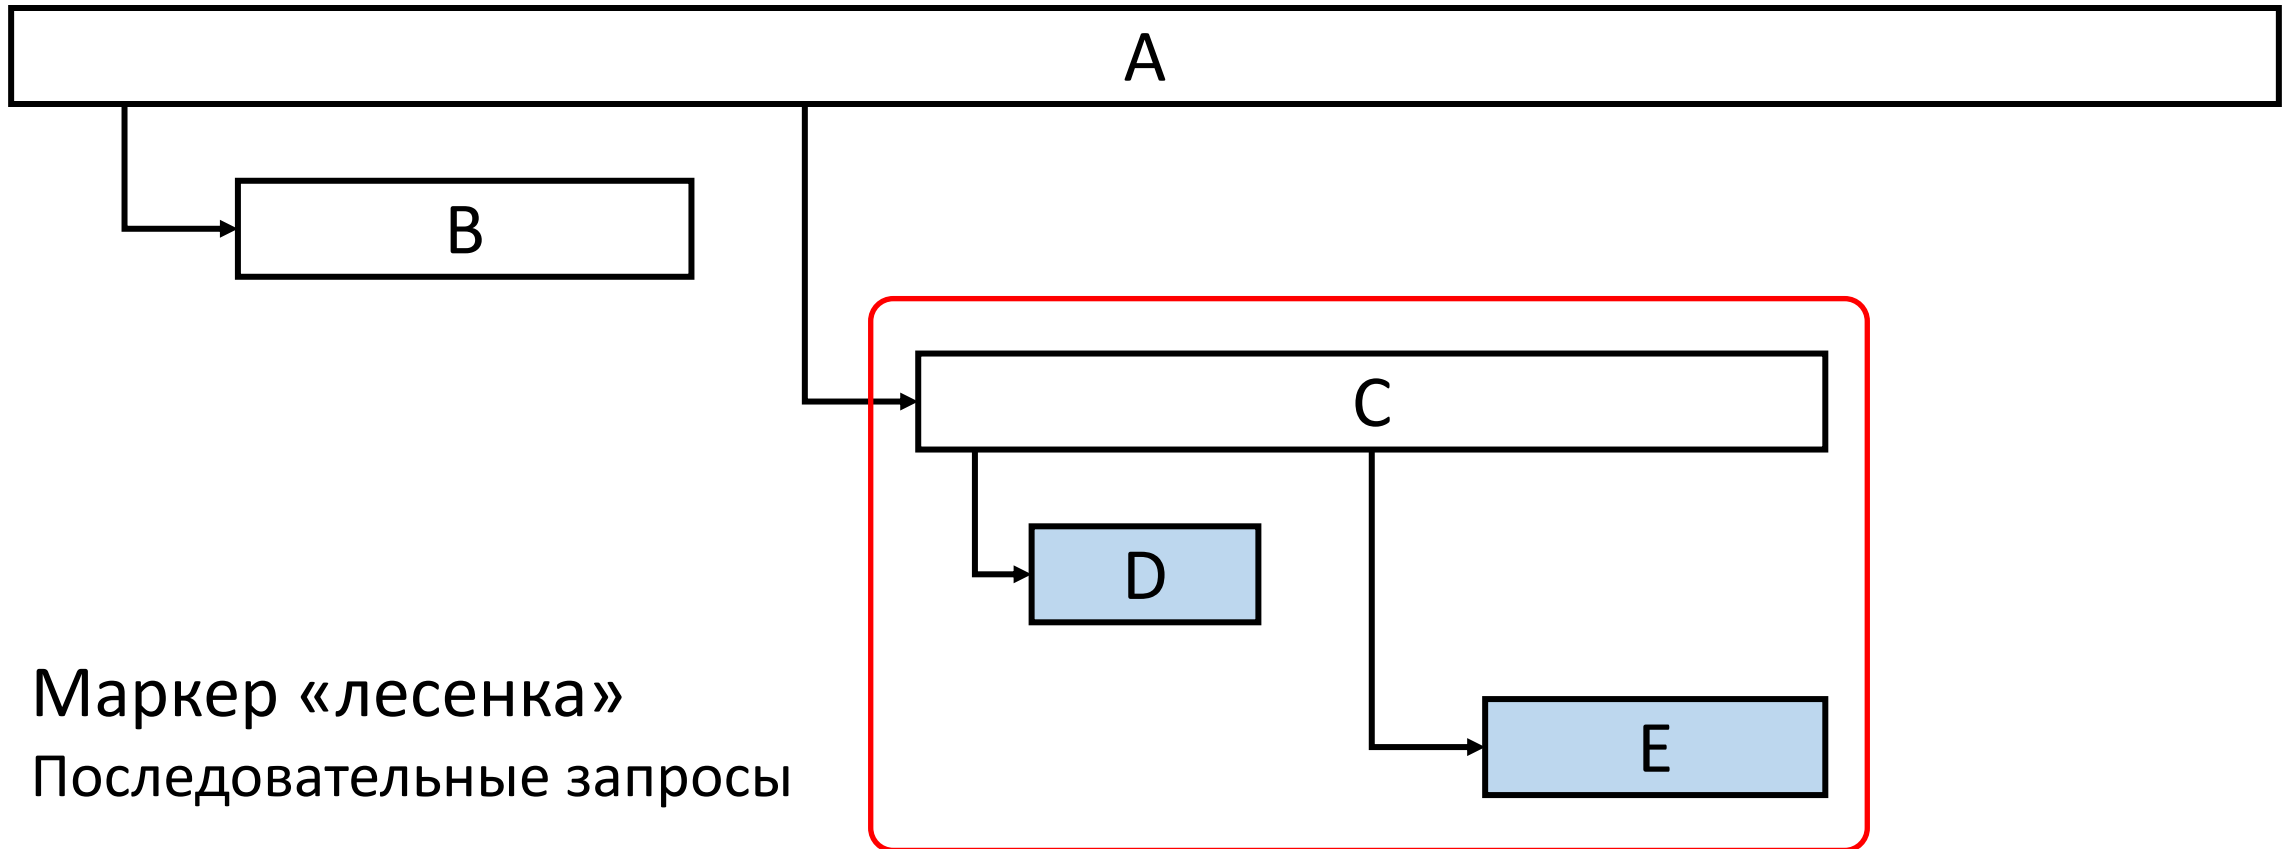 A
B
C
D
E
Маркер «лесенка»
Последовательные запросы